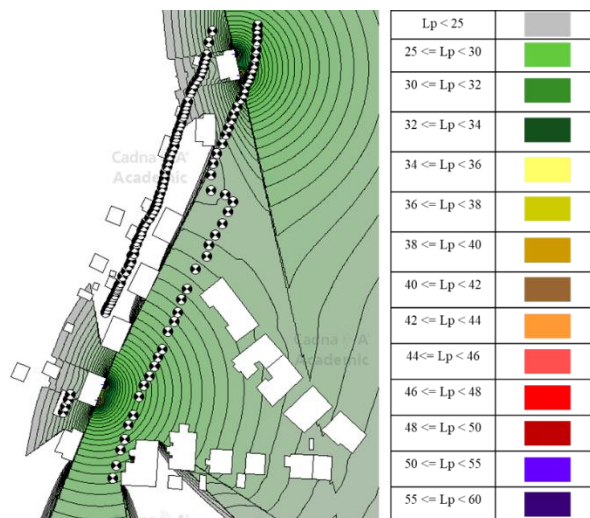 Cadna 'A'
Academic
Cadna 'A'
Academic
Lp < 25
25 <= Lp < 30
30 <= Lp < 32
32 <= Lp < 34
34 <= Lp < 36
36 <= Lp < 38
38 <= Lp < 40
40 <= Lp < 42
42 <= Lp < 44
44<= Lp < 46
46 <= Lp < 48
48 <= Lp < 50
50 <= Lp < 55
55 <= Lp < 60